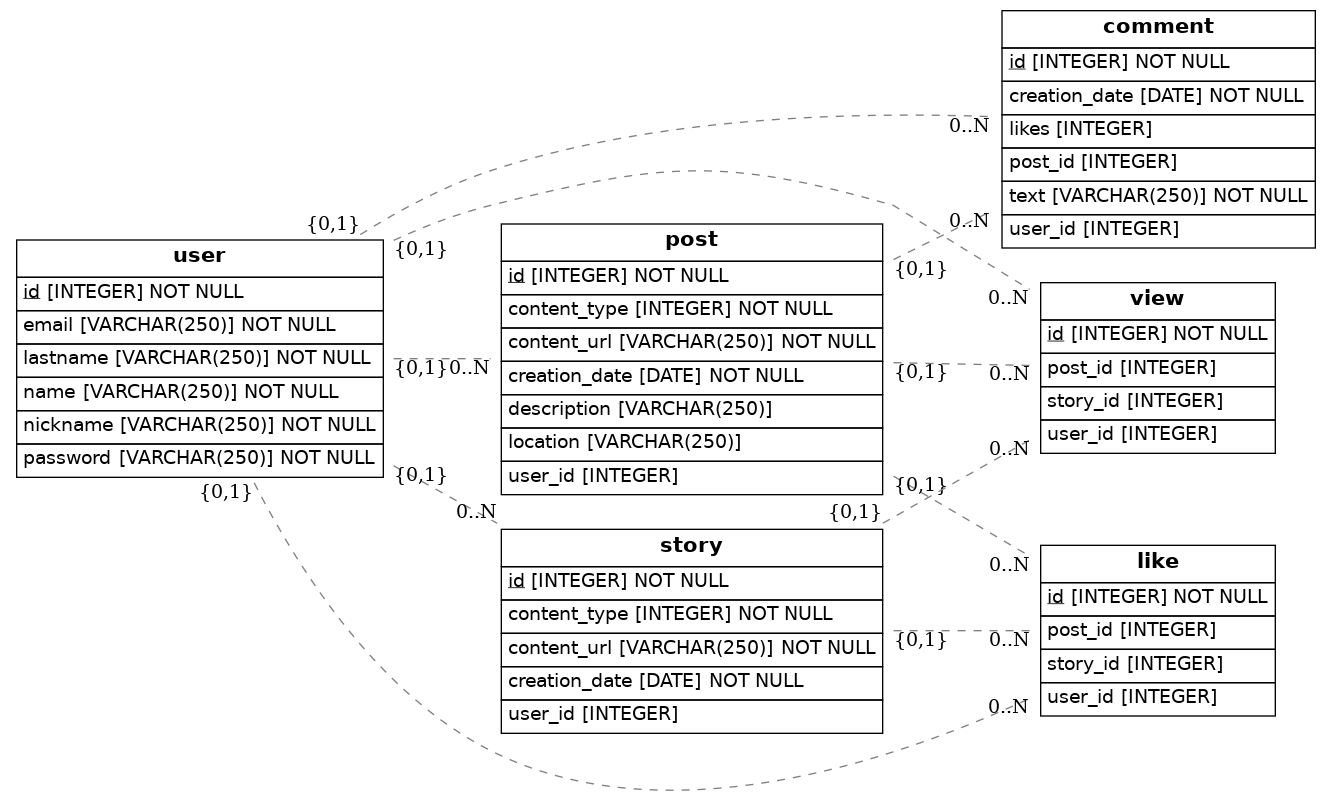 comment
id [INTEGER] NOT NULL
creation_date [DATE] NOT NULL
likes [INTEGER]
post_id [INTEGER]
text [VARCHAR(250)] NOT NULL
user_id [INTEGER]
0..N
0..N
{0,1}
{0,1}
user
id [INTEGER] NOT NULL
email [VARCHAR(250)] NOT NULL
lastname [VARCHAR(250)] NOT NULL
name [VARCHAR(250)] NOT NULL
nickname [VARCHAR(250)] NOT NULL
password [VARCHAR(250)] NOT NULL
{0,1}
0..N
{0,1}
0..N
{0,1}
post
id [INTEGER] NOT NULL
content_type [INTEGER] NOT NULL
content_url [VARCHAR(250)] NOT NULL
creation_date [DATE] NOT NULL
description [VARCHAR(250)]
location [VARCHAR(250)]
user_id [INTEGER]
{0,1}
{0,1}
{0,1}
{0,1}
0..N
0..N
0..N
view
id [INTEGER] NOT NULL
post_id [INTEGER]
story_id [INTEGER]
user_id [INTEGER]
story
id [INTEGER] NOT NULL
content_type [INTEGER] NOT NULL
content_url [VARCHAR(250)] NOT NULL
creation_date [DATE] NOT NULL
user_id [INTEGER]
{0,1}
0..N
0..N
0..N
like
id [INTEGER] NOT NULL
post_id [INTEGER]
story_id [INTEGER]
user_id [INTEGER]